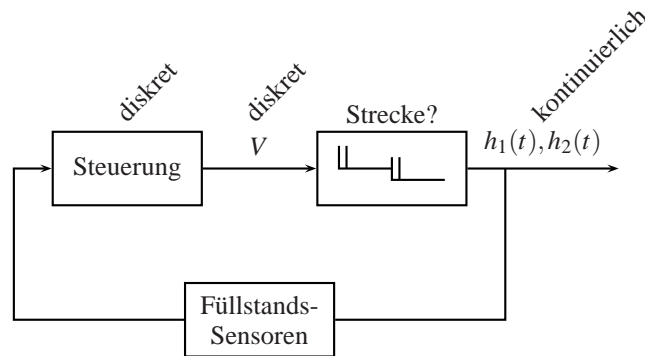 diskret
diskret
kontinuierlich
Strecke?
Steuerung
V
h₁(t), h₂(t)
Füllstands-
Sensoren